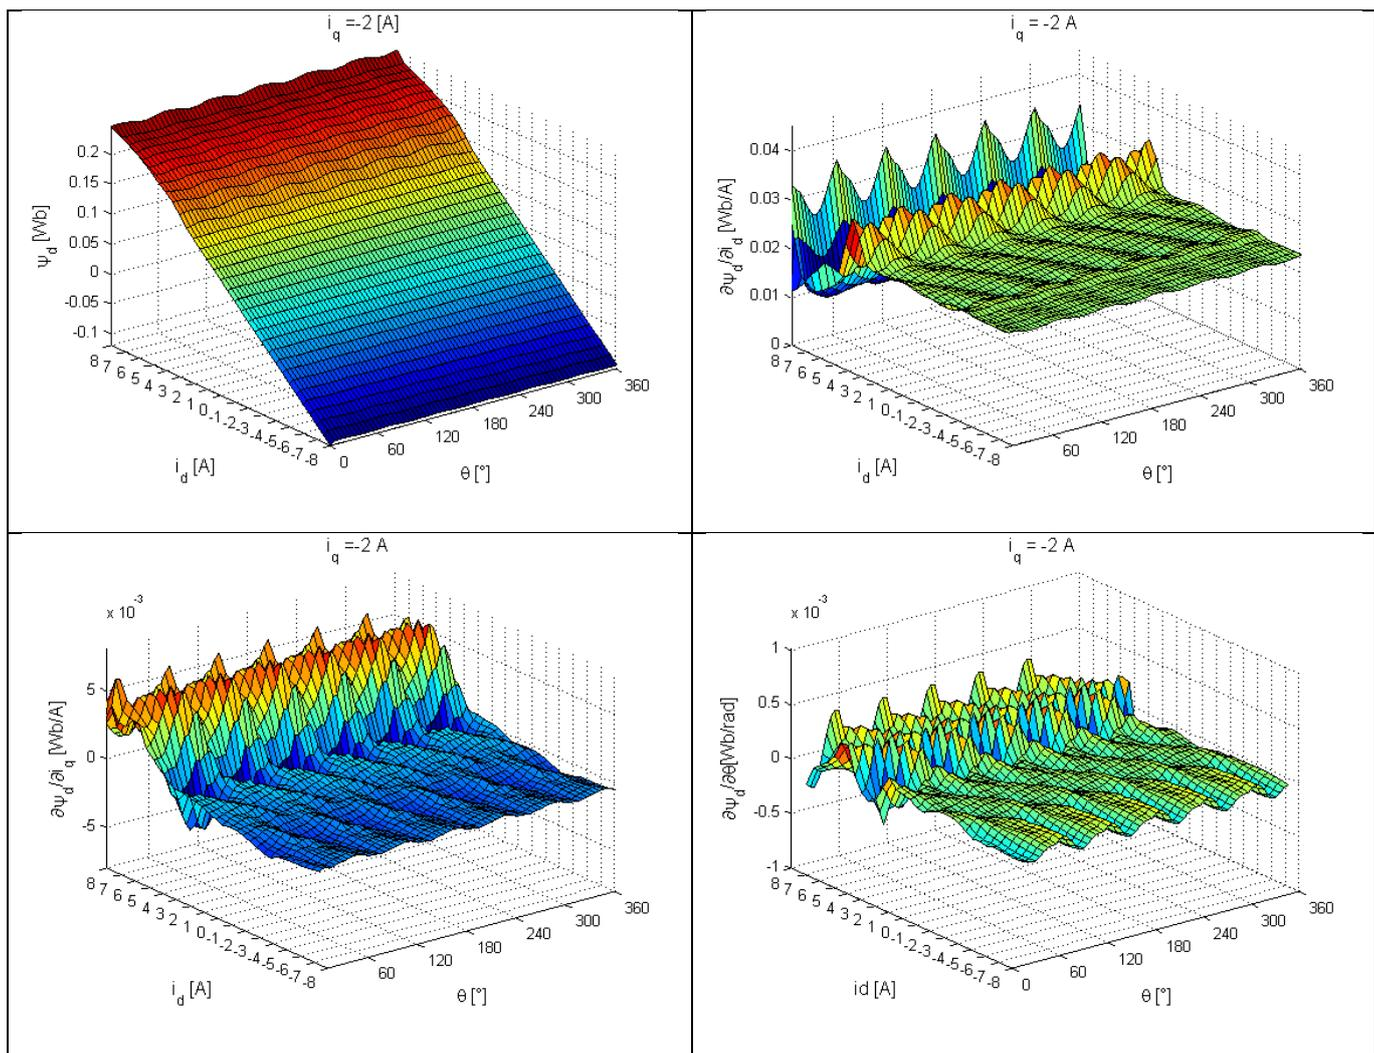 i_q =-2 [A]
ψ_d [Wb]
0.2
0.15
0.1
0.05
0
-0.05
-0.1
8 7 6 5 4 3 2 1 0 -1 -2 -3 -4 -5 -6 -7 -8
i_d [A]
0 60 120 180 240 300 360
θ [°]
i_q = -2 A
∂ψ_d/∂i_d [Wb/A]
0.04
0.03
0.02
0.01
0
8 7 6 5 4 3 2 1 0 -1 -2 -3 -4 -5 -6 -7 -8
i_d [A]
60 120 180 240 300 360
θ [°]
i_q =-2 A
x 10^-3
∂ψ_d/∂i_q [Wb/A]
5
0
-5
8 7 6 5 4 3 2 1 0 -1 -2 -3 -4 -5 -6 -7 -8
i_d [A]
60 120 180 240 300 360
θ [°]
i_q = -2 A
x 10^-3
∂ψ_d/∂θ[Wb/rad]
1
0.5
0
-0.5
-1
8 7 6 5 4 3 2 1 0 -1 -2 -3 -4 -5 -6 -7 -8
id [A]
0 60 120 180 240 300 360
θ [°]